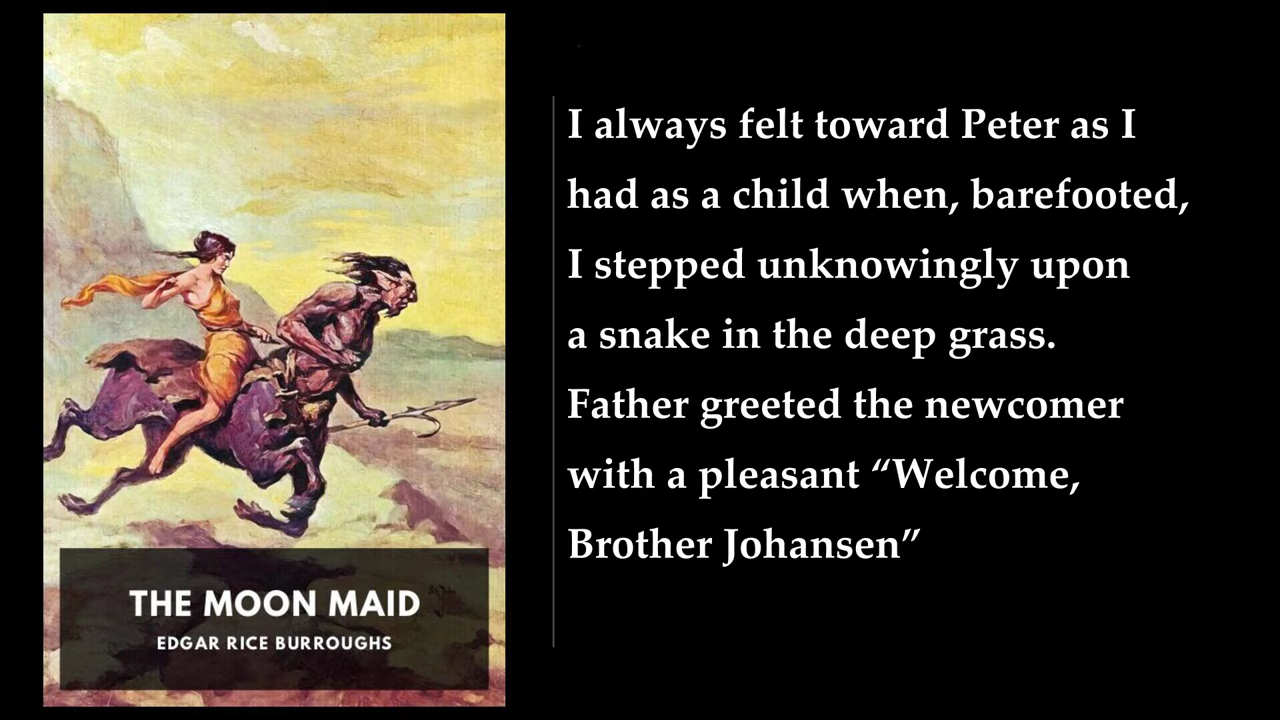 I always felt toward Peter as I
had as a child when, barefooted,
I stepped unknowingly upon
a snake in the deep grass.
Father greeted the newcomer
with a pleasant “Welcome,
Brother Johansen”
THE MOON MAID
EDGAR RICE BURROUGHS